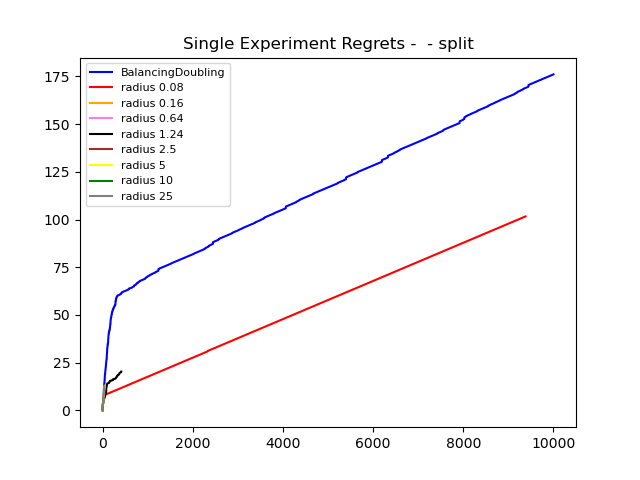 Single Experiment Regrets -  - split
175
150
125
100
75
50
25
0
BalancingDoubling
radius 0.08
radius 0.16
radius 0.64
radius 1.24
radius 2.5
radius 5
radius 10
radius 25
0 2000 4000 6000 8000 10000